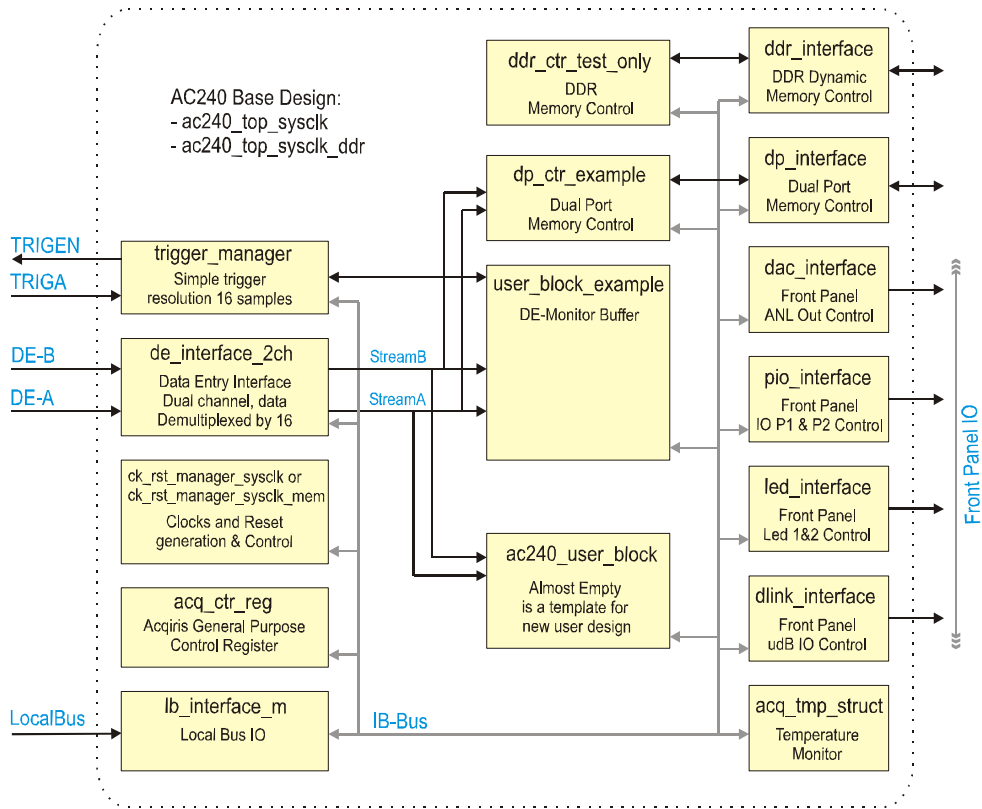 AC240 Base Design:
- ac240_top_sysclk
- ac240_top_sysclk_ddr
TRIGEN
TRIGA
DE-B
DE-A
LocalBus
trigger_manager
Simple trigger
resolution 16 samples
de_interface_2ch
Data Entry Interface
Dual channel, data
Demultiplexed by 16
ck_rst_manager_sysclk or
ck_rst_manager_sysclk_mem
Clocks and Reset
generation & Control
acq_ctr_reg
Acqiris General Purpose
Control Register
lb_interface_m
Local Bus IO
StreamB
StreamA
IB-Bus
ddr_ctr_test_only
DDR
Memory Control
dp_ctr_example
Dual Port
Memory Control
user_block_example
DE-Monitor Buffer
ac240_user_block
Almost Empty
is a template for
new user design
ddr_interface
DDR Dynamic
Memory Control
dp_interface
Dual Port
Memory Control
dac_interface
Front Panel
ANL Out Control
pio_interface
Front Panel
IO P1 & P2 Control
led_interface
Front Panel
Led 1&2 Control
dlink_interface
Front Panel
udB IO Control
acq_tmp_struct
Temperature
Monitor
Front Panel IO